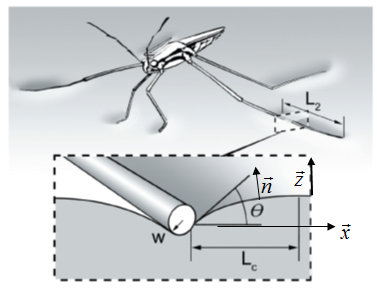 L₂
n⃗
z⃗
θ
x⃗
w
L꜀